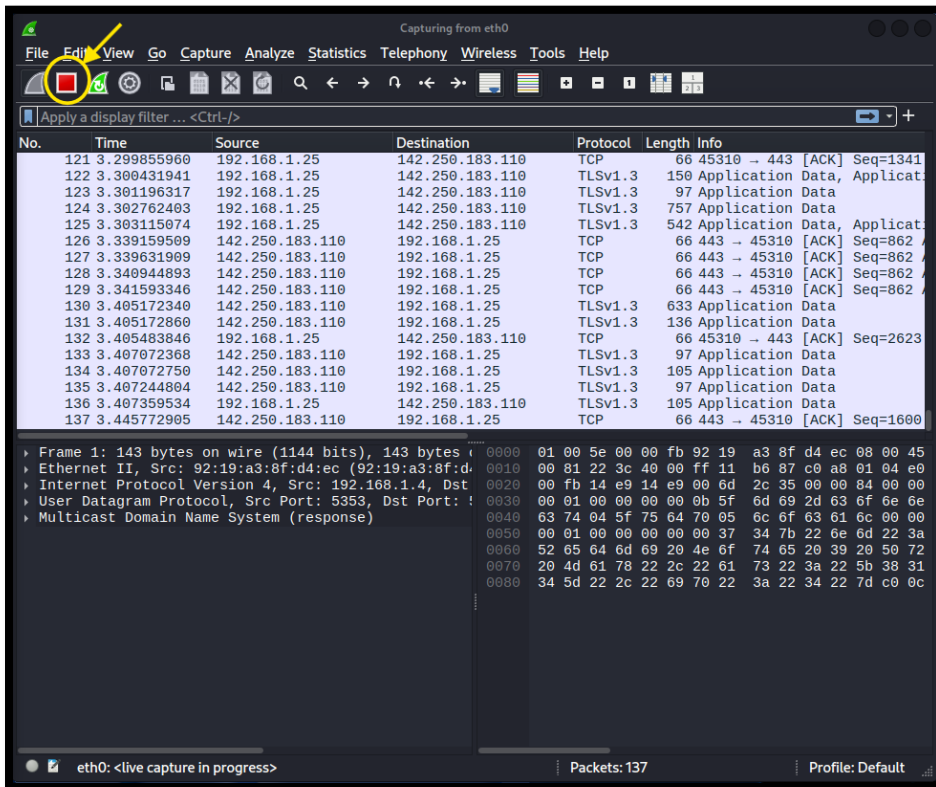 Capturing from eth0
File Edit View Go Capture Analyze Statistics Telephony Wireless Tools Help
Apply a display filter ... <Ctrl-/>
No. Time Source Destination Protocol Length Info
121 3.299855960 192.168.1.25 142.250.183.110 TCP 66 45310 → 443 [ACK] Seq=1341
122 3.300431941 192.168.1.25 142.250.183.110 TLSv1.3 150 Application Data, Applicat
123 3.301196317 192.168.1.25 142.250.183.110 TLSv1.3 97 Application Data
124 3.302762403 192.168.1.25 142.250.183.110 TLSv1.3 757 Application Data
125 3.303115074 192.168.1.25 142.250.183.110 TLSv1.3 542 Application Data, Applicat
126 3.339159509 142.250.183.110 192.168.1.25 TCP 66 443 → 45310 [ACK] Seq=862
127 3.339631909 142.250.183.110 192.168.1.25 TCP 66 443 → 45310 [ACK] Seq=862
128 3.340944893 142.250.183.110 192.168.1.25 TCP 66 443 → 45310 [ACK] Seq=862
129 3.341593346 142.250.183.110 192.168.1.25 TCP 66 443 → 45310 [ACK] Seq=862
130 3.405172340 142.250.183.110 192.168.1.25 TLSv1.3 633 Application Data
131 3.405172860 142.250.183.110 192.168.1.25 TLSv1.3 136 Application Data
132 3.405483846 192.168.1.25 142.250.183.110 TCP 66 45310 → 443 [ACK] Seq=2623
133 3.407072368 142.250.183.110 192.168.1.25 TLSv1.3 97 Application Data
134 3.407072750 142.250.183.110 192.168.1.25 TLSv1.3 105 Application Data
135 3.407244804 142.250.183.110 192.168.1.25 TLSv1.3 97 Application Data
136 3.407359534 192.168.1.25 142.250.183.110 TLSv1.3 105 Application Data
137 3.445772905 142.250.183.110 192.168.1.25 TCP 66 443 → 45310 [ACK] Seq=1600
Frame 1: 143 bytes on wire (1144 bits), 143 bytes
Ethernet II, Src: 92:19:a3:8f:d4:ec (92:19:a3:8f:d4
Internet Protocol Version 4, Src: 192.168.1.4, Dst
User Datagram Protocol, Src Port: 5353, Dst Port:
Multicast Domain Name System (response)
0000 01 00 5e 00 00 fb 92 19 a3 8f d4 ec 08 00 45
0010 00 81 22 3c 40 00 ff 11 b6 87 c0 a8 01 04 e0
0020 00 fb 14 e9 14 e9 00 6d 2c 35 00 00 84 00 00
0030 00 01 00 00 00 00 0b 5f 6d 69 2d 63 6f 6e 6e
0040 63 74 04 5f 75 64 70 05 6c 6f 63 61 6c 00 00
0050 00 01 00 00 00 00 00 37 34 7b 22 6e 6d 22 3a
0060 52 65 64 6d 69 20 4e 6f 74 65 20 39 20 50 72
0070 20 4d 61 78 22 2c 22 61 73 22 3a 22 5b 38 31
0080 34 5d 22 2c 22 69 70 22 3a 22 34 22 7d c0 0c
eth0: <live capture in progress>
Packets: 137
Profile: Default